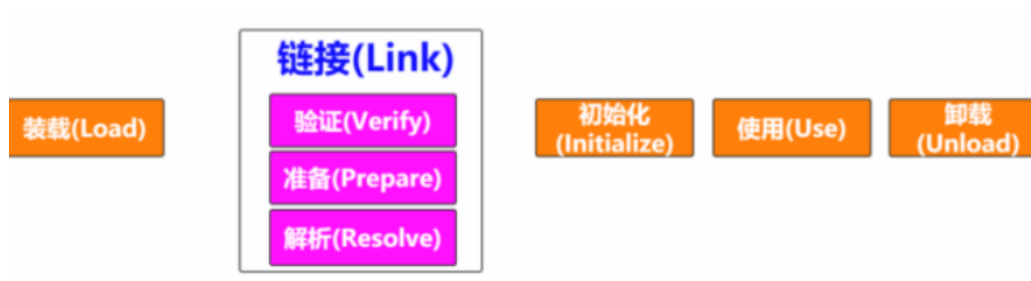 装载(Load)
链接(Link)
验证(Verify)
准备(Prepare)
解析(Resolve)
初始化
(Initialize)
使用(Use)
卸载
(Unload)